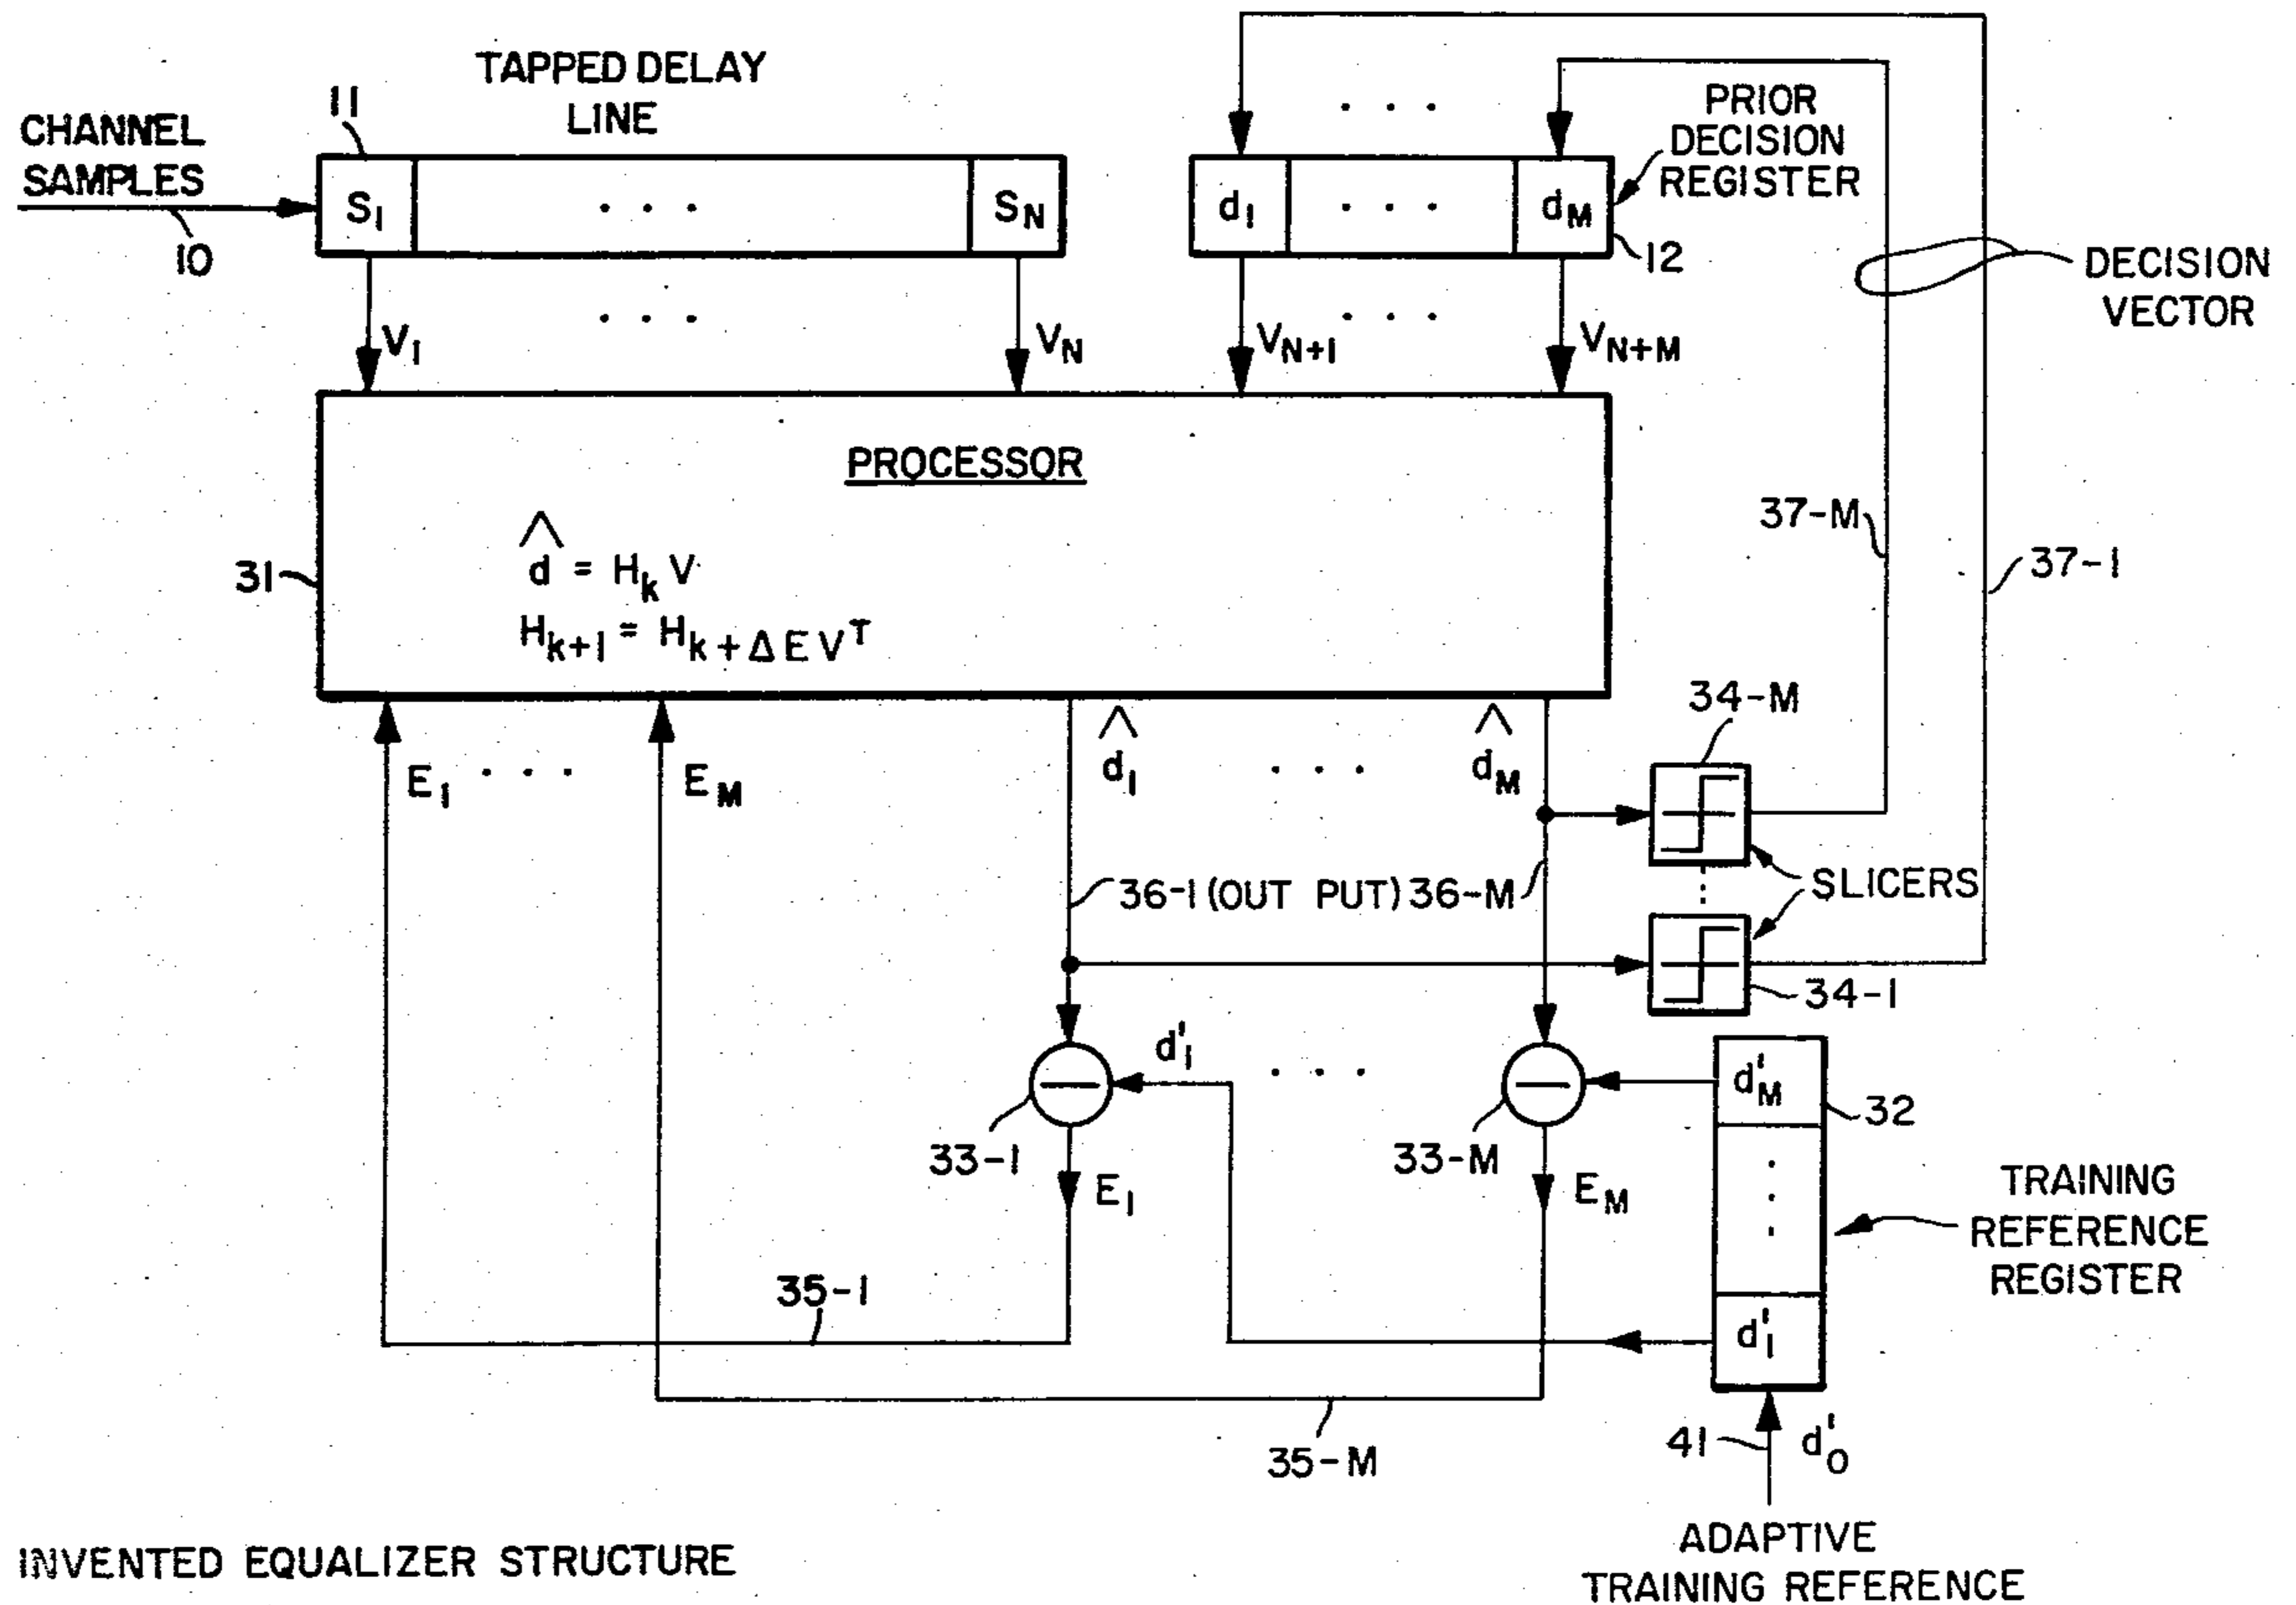 TAPPED DELAY
LINE
CHANNEL
SAMPLES
10
11
S1
. . .
SN
PRIOR
DECISION
REGISTER
. . .
d1
. . .
dM
12
DECISION
VECTOR
V1
. . .
VN
VN+1
. . .
VN+M
PROCESSOR
31
d̂ = Hk V
Hk+1 = Hk + Δ E V^T
37-M
37-1
E1
. . .
EM
d̂1
. . .
d̂M
34-M
36-1 (OUT PUT) 36-M
SLICERS
34-1
d'1
. . .
33-1
33-M
d'M
32
E1
EM
TRAINING
REFERENCE
REGISTER
35-1
d'1
35-M
41
d'0
ADAPTIVE
TRAINING REFERENCE
INVENTED EQUALIZER STRUCTURE